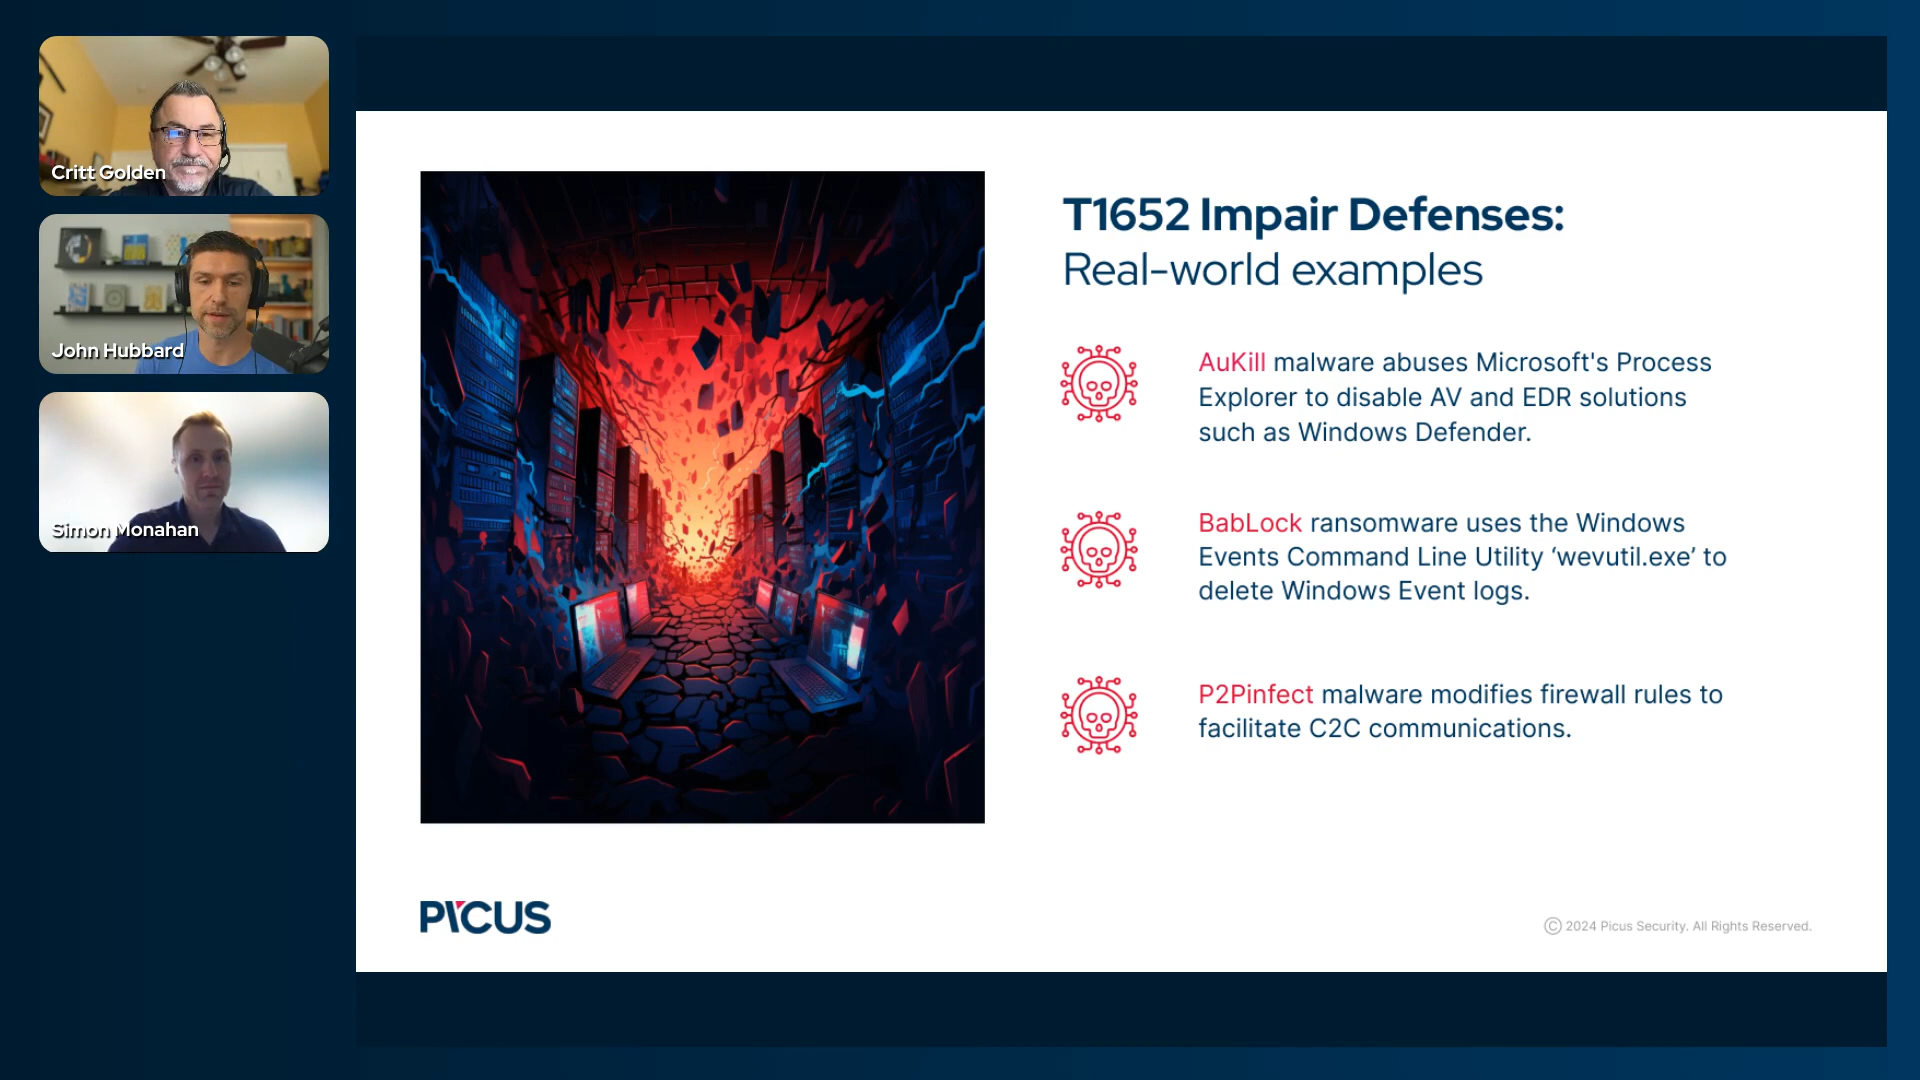 Critt Golden
John Hubbard
Simon Monahan
T1652 Impair Defenses:
Real-world examples
AuKill malware abuses Microsoft's Process
Explorer to disable AV and EDR solutions
such as Windows Defender.
BabLock ransomware uses the Windows
Events Command Line Utility ‘wevutil.exe’ to
delete Windows Event logs.
P2Pinfect malware modifies firewall rules to
facilitate C2C communications.
PICUS
© 2024 Picus Security. All Rights Reserved.